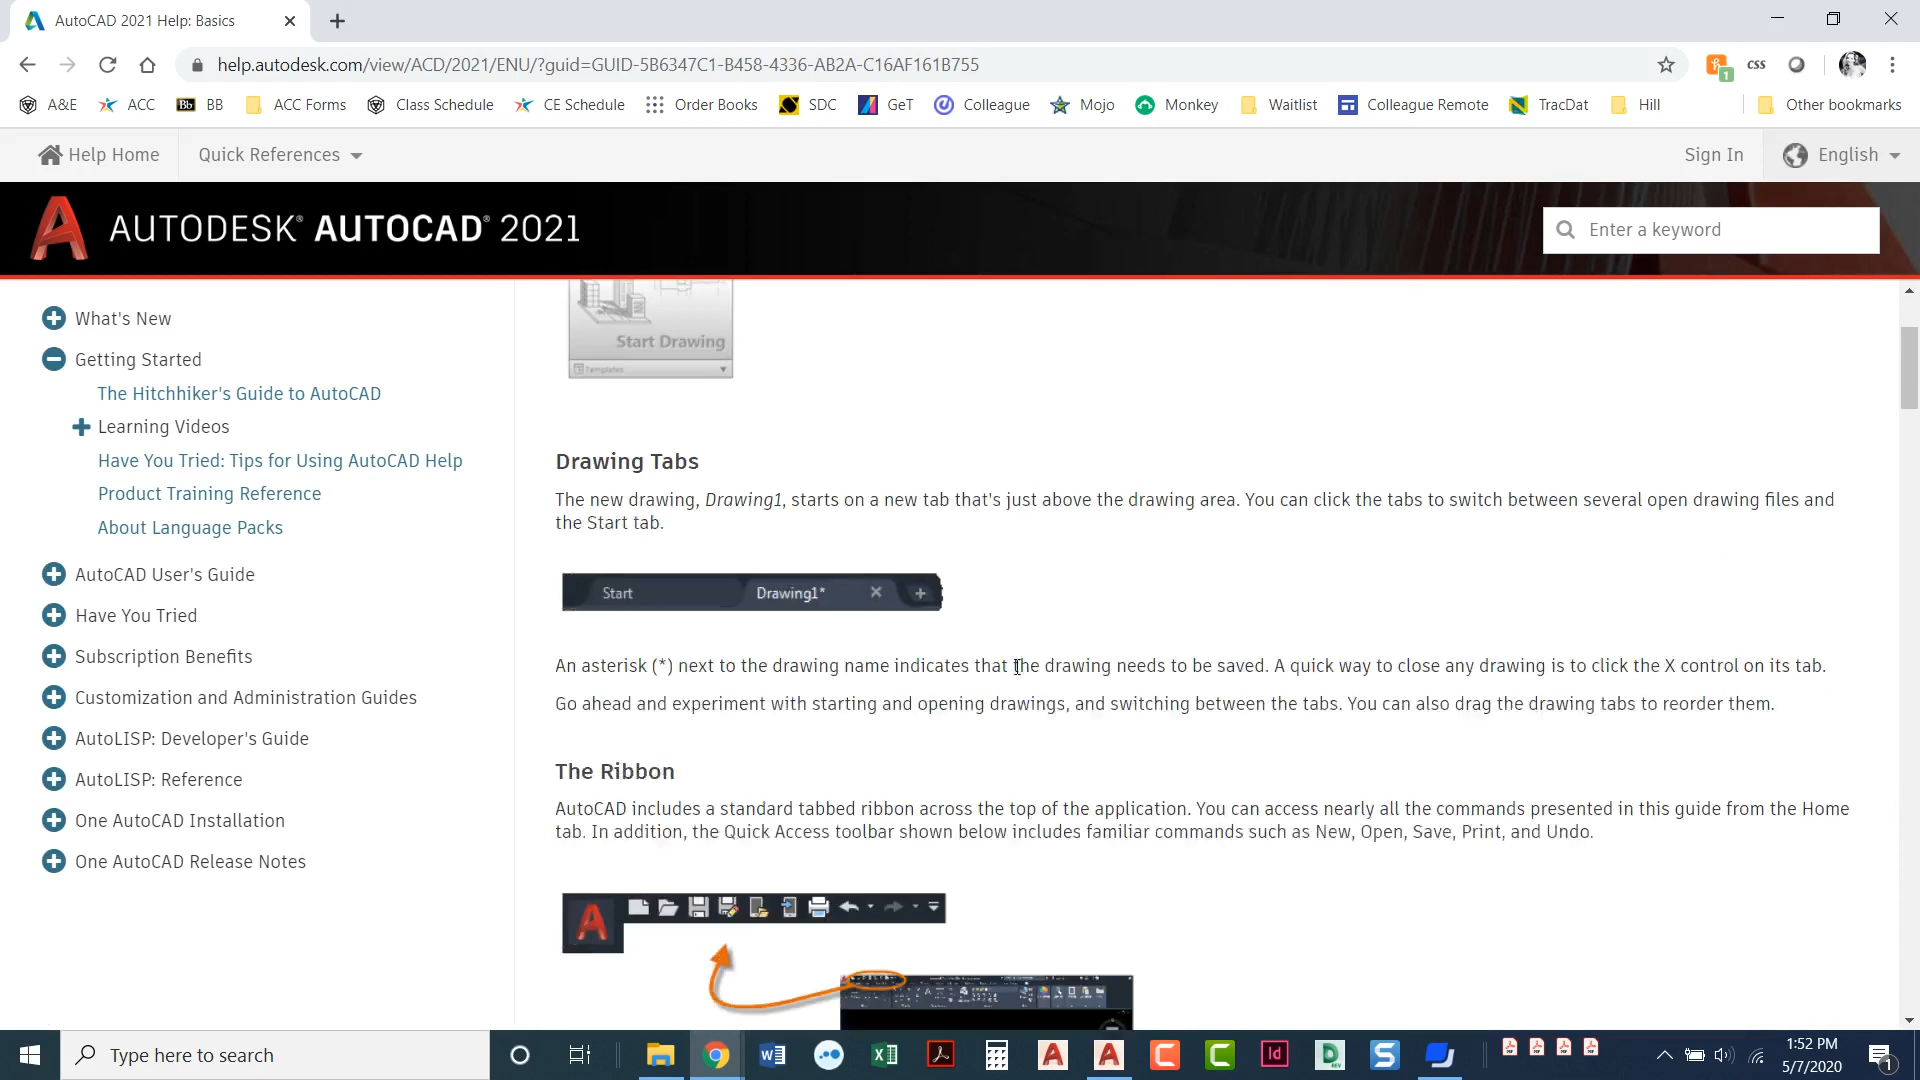 AutoCAD 2021 Help: Basics
help.autodesk.com/view/ACD/2021/ENU/?guid=GUID-5B6347C1-B458-4336-AB2A-C16AF161B755
1
css
A&E ACC Bb BB ACC Forms Class Schedule CE Schedule Order Books SDC GeT Colleague Mojo Monkey Waitlist Colleague Remote TracDat Hill Other bookmarks
Help Home Quick References Sign In English
AUTODESK® AUTOCAD® 2021
Enter a keyword
What's New
Getting Started
The Hitchhiker's Guide to AutoCAD
Learning Videos
Have You Tried: Tips for Using AutoCAD Help
Product Training Reference
About Language Packs
AutoCAD User's Guide
Have You Tried
Subscription Benefits
Customization and Administration Guides
AutoLISP: Developer's Guide
AutoLISP: Reference
One AutoCAD Installation
One AutoCAD Release Notes
Start Drawing
Templates
Drawing Tabs
The new drawing, Drawing1, starts on a new tab that's just above the drawing area. You can click the tabs to switch between several open drawing files and
the Start tab.
Start Drawing1*
An asterisk (*) next to the drawing name indicates that the drawing needs to be saved. A quick way to close any drawing is to click the X control on its tab.
Go ahead and experiment with starting and opening drawings, and switching between the tabs. You can also drag the drawing tabs to reorder them.
The Ribbon
AutoCAD includes a standard tabbed ribbon across the top of the application. You can access nearly all the commands presented in this guide from the Home
tab. In addition, the Quick Access toolbar shown below includes familiar commands such as New, Open, Save, Print, and Undo.
Type here to search
1:52 PM
5/7/2020
1